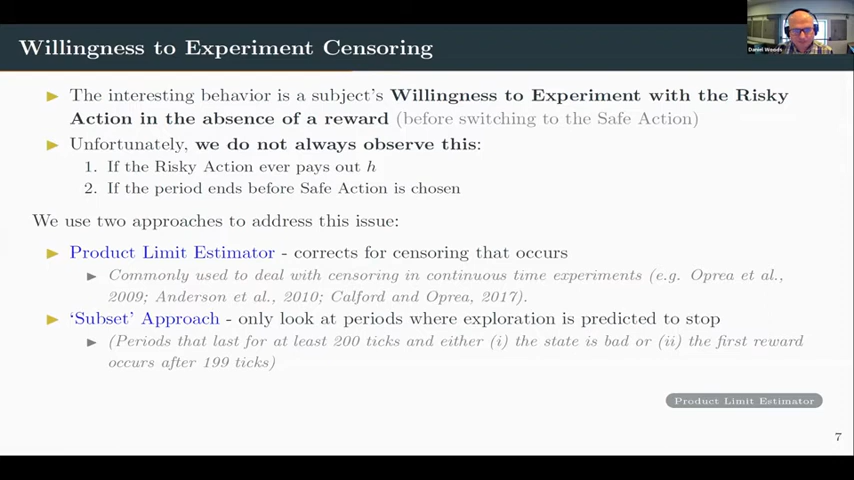 Willingness to Experiment Censoring
Daniel Woods
► The interesting behavior is a subject's Willingness to Experiment with the Risky
Action in the absence of a reward (before switching to the Safe Action)
► Unfortunately, we do not always observe this:
1. If the Risky Action ever pays out h
2. If the period ends before Safe Action is chosen
We use two approaches to address this issue:
► Product Limit Estimator - corrects for censoring that occurs
► Commonly used to deal with censoring in continuous time experiments (e.g. Oprea et al.,
2009; Anderson et al., 2010; Calford and Oprea, 2017).
► ‘Subset’ Approach - only look at periods where exploration is predicted to stop
► (Periods that last for at least 200 ticks and either (i) the state is bad or (ii) the first reward
occurs after 199 ticks)
Product Limit Estimator
7